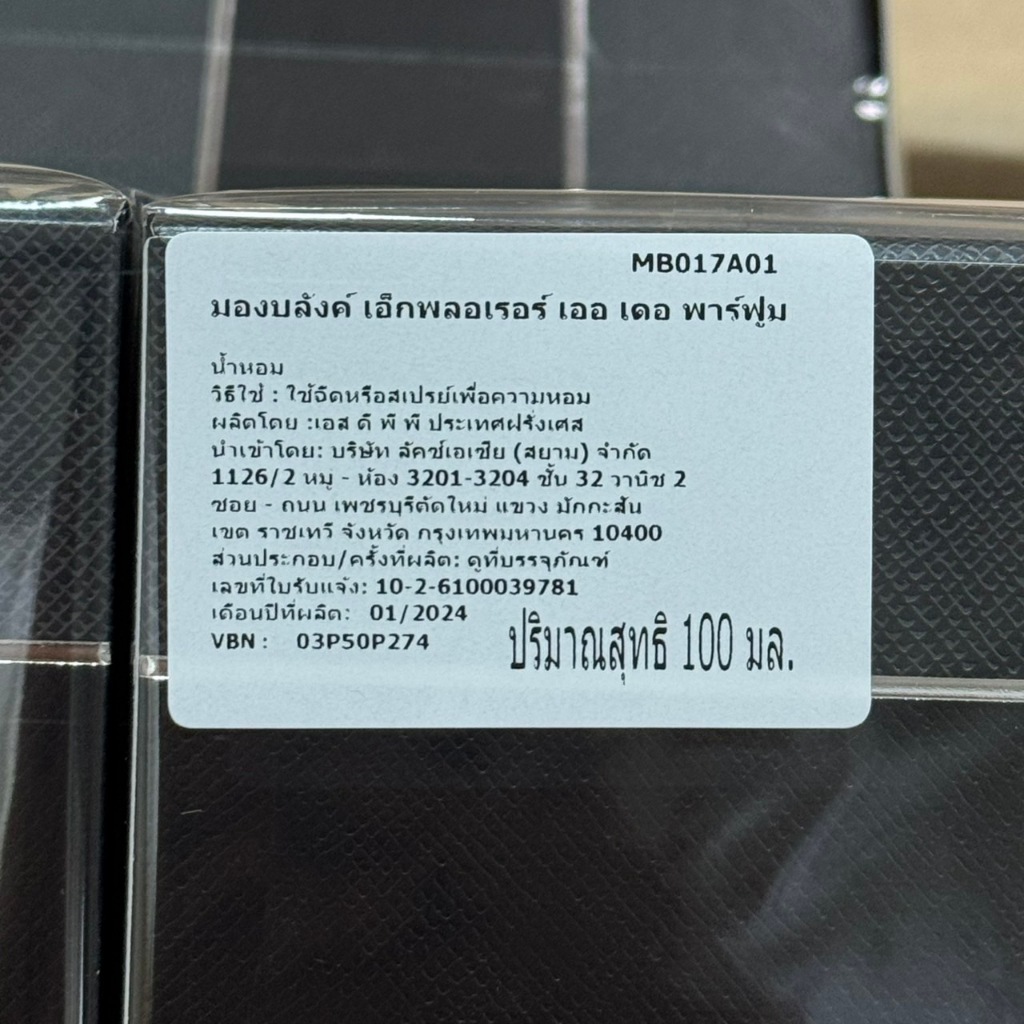 MB017A01
มองบลังค์ เอ็กพลอเรอร์ เออ เดอ พาร์ฟูม
น้ำหอม
วิธีใช้ : ใช้ฉีดหรือสเปรย์เพื่อความหอม
ผลิตโดย :เอส ดี พี พี ประเทศฝรั่งเศส
นำเข้าโดย: บริษัท ลัคซ์เอเซีย (สยาม) จำกัด
1126/2 หมู่ - ห้อง 3201-3204 ชั้น 32 วานิช 2
ซอย - ถนน เพชรบุรีตัดใหม่ แขวง มักกะสัน
เขต ราชเทวี จังหวัด กรุงเทพมหานคร 10400
ส่วนประกอบ/ครั้งที่ผลิต: ดูที่บรรจุภัณฑ์
เลขที่ใบรับแจ้ง: 10-2-6100039781
เดือนปีที่ผลิต: 01/2024
VBN : 03P50P274
ปริมาณสุทธิ 100 มล.